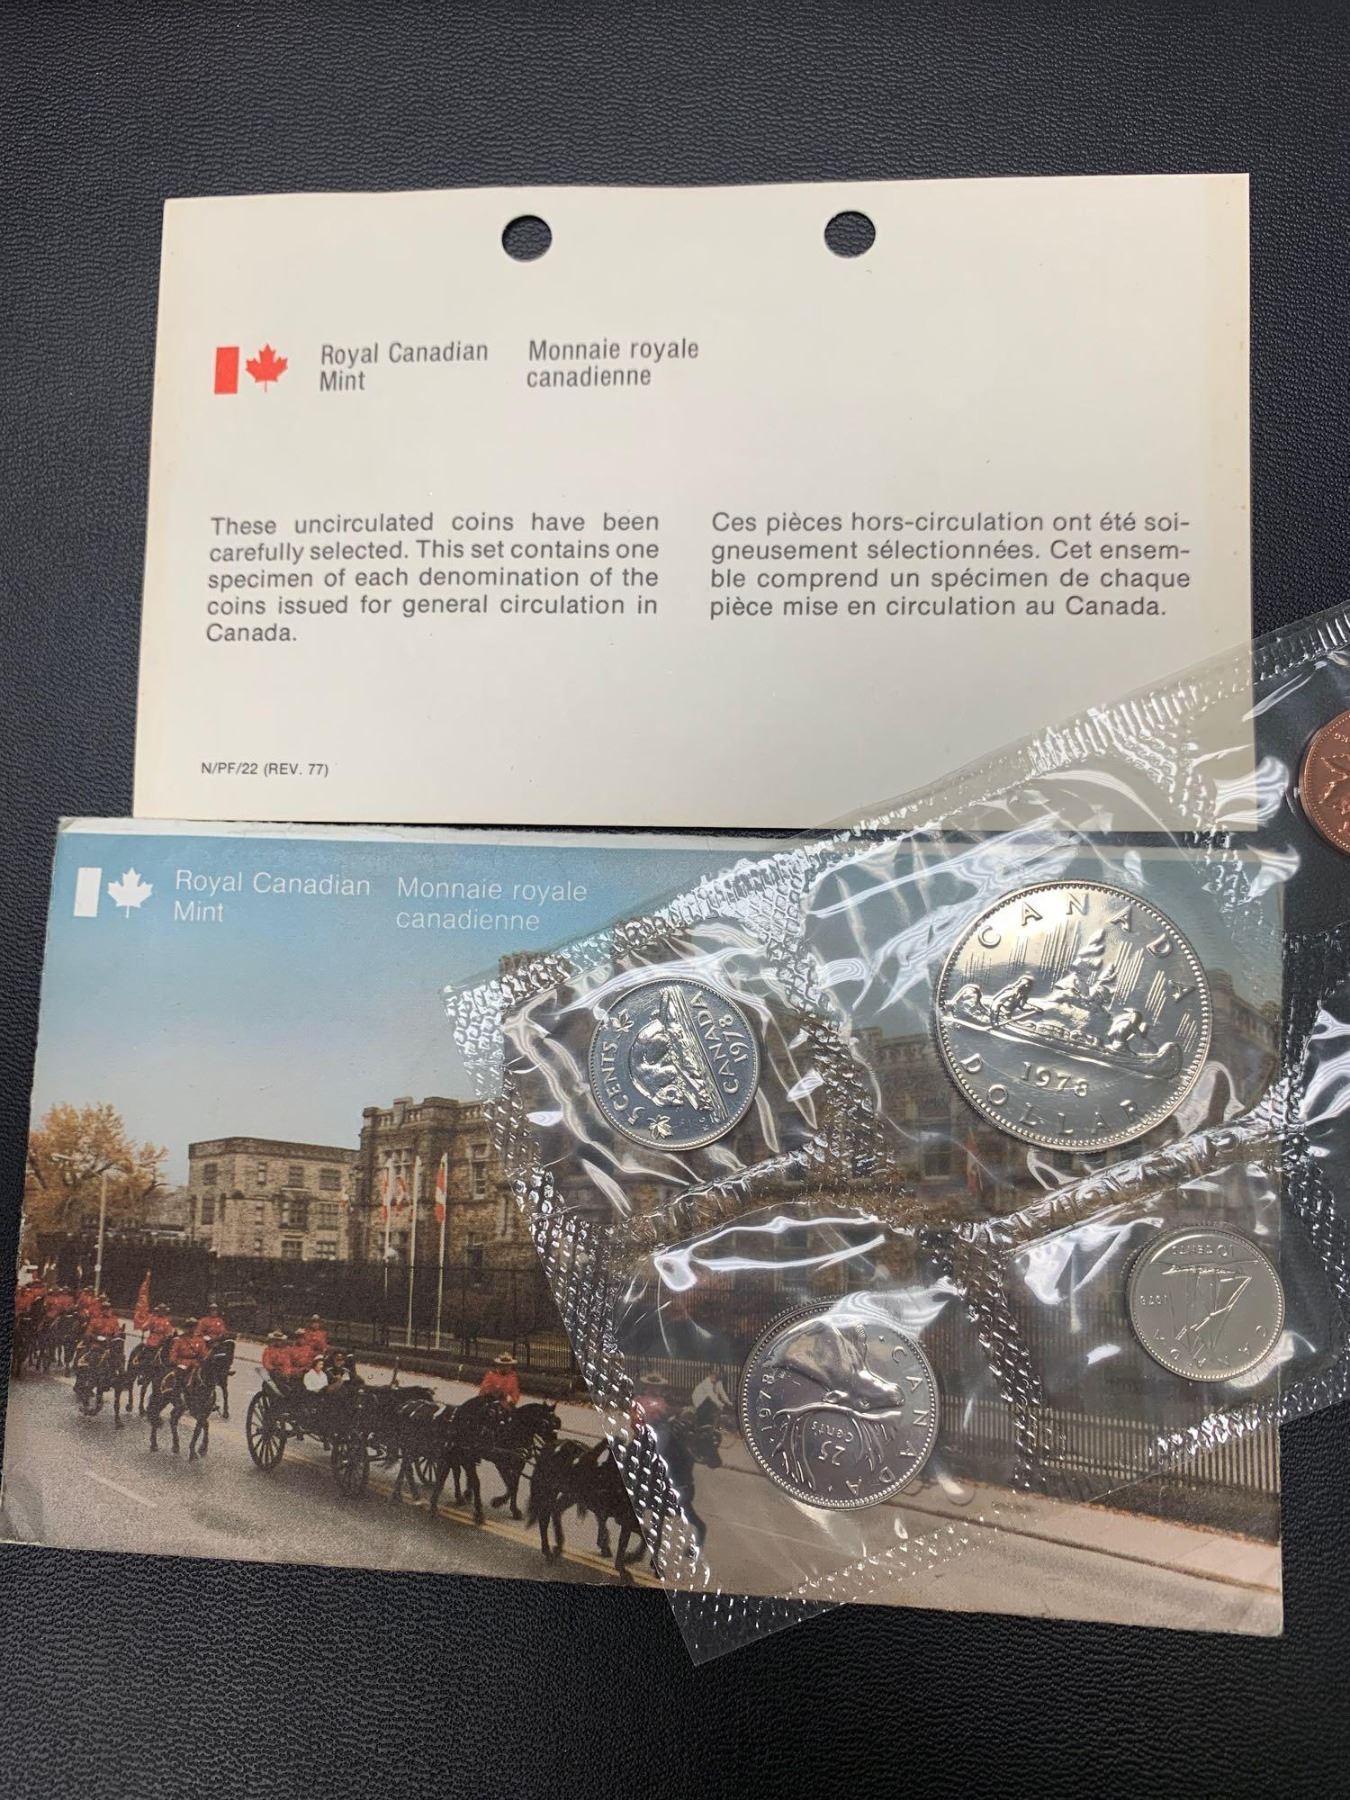 Royal Canadian
Mint
Monnaie royale
canadienne
These uncirculated coins have been
carefully selected. This set contains one
specimen of each denomination of the
coins issued for general circulation in
Canada.
Ces pièces hors-circulation ont été soi-
gneusement sélectionnées. Cet ensem-
ble comprend un spécimen de chaque
pièce mise en circulation au Canada.
N/PF/22 (REV. 77)
Royal Canadian
Mint
Monnaie royale
canadienne
5 CENTS
CANADA
1978
CANADA
1978
DOLLAR
CANADA
1978
25
cents
10 CENTS
1978
CANADA